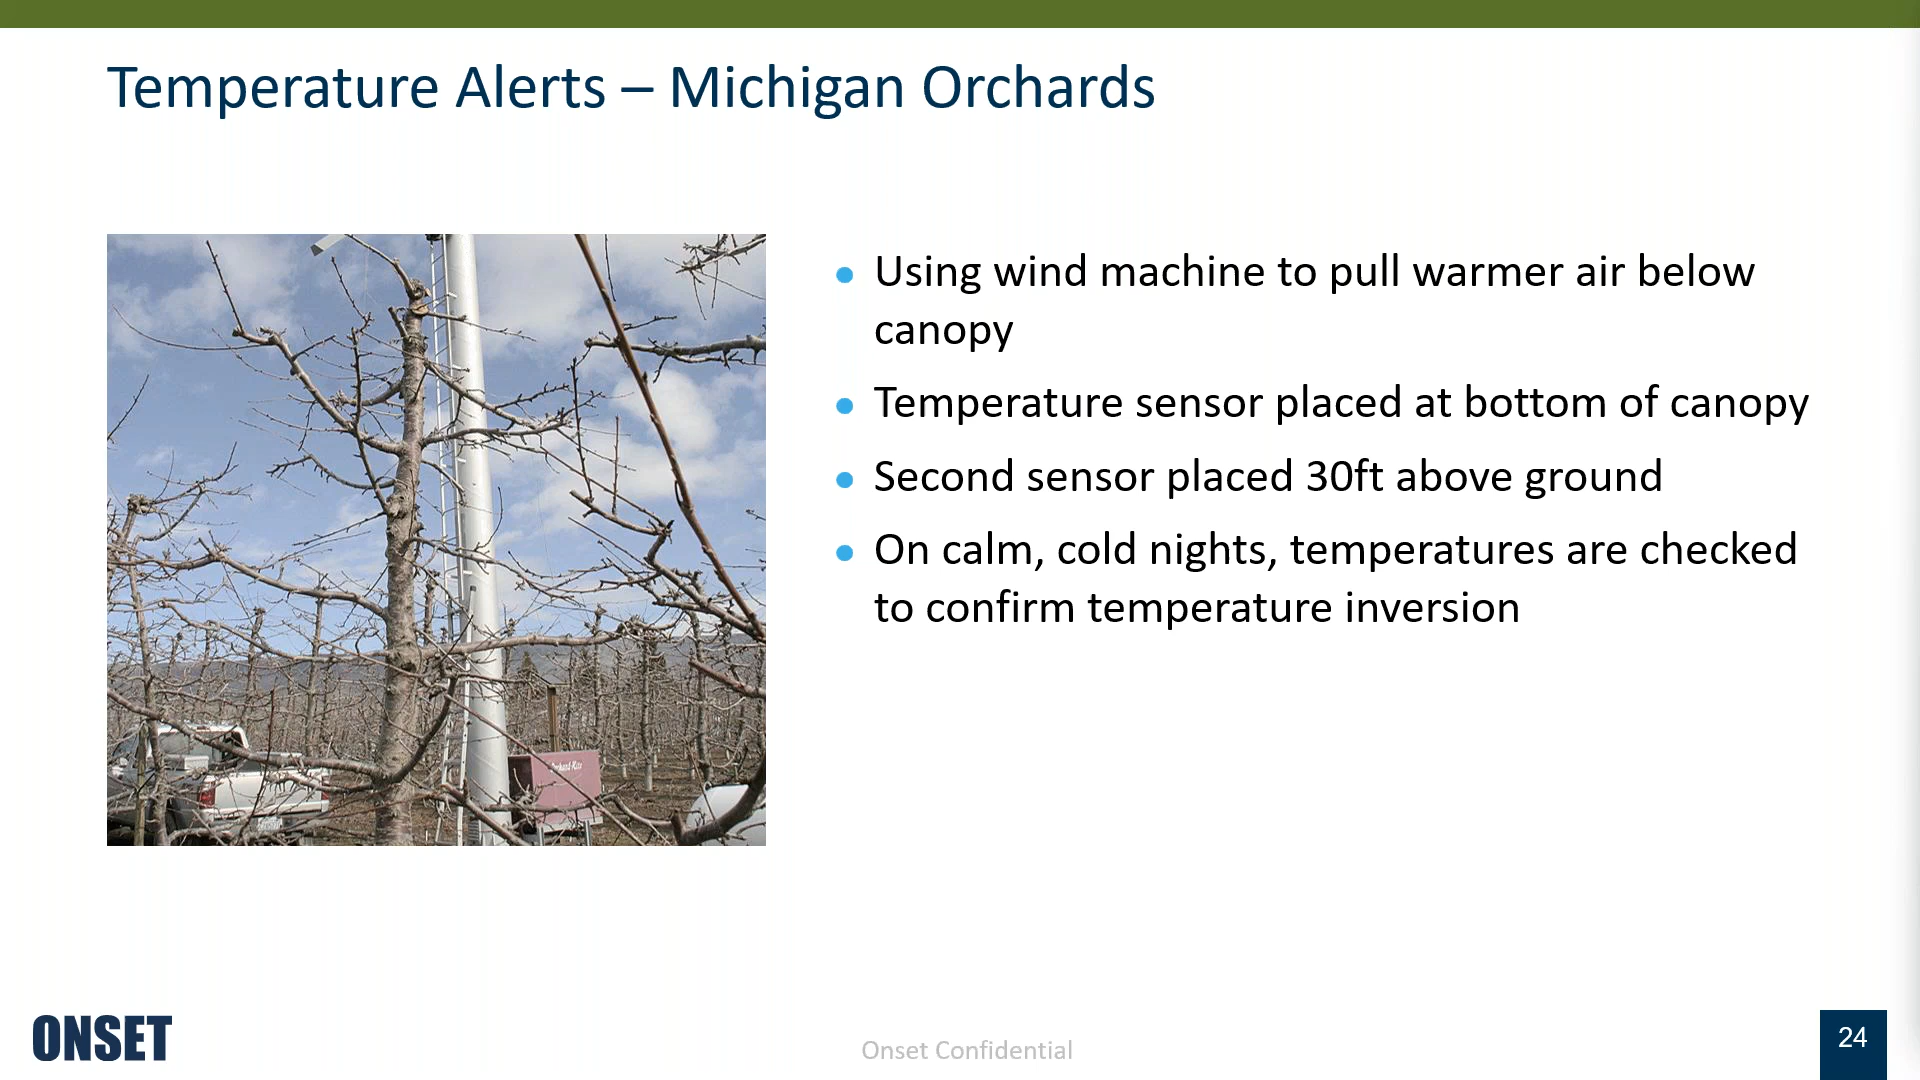 Temperature Alerts – Michigan Orchards
Using wind machine to pull warmer air below
canopy
Temperature sensor placed at bottom of canopy
Second sensor placed 30ft above ground
On calm, cold nights, temperatures are checked
to confirm temperature inversion
Orchard-Rite
ONSET
Onset Confidential
24